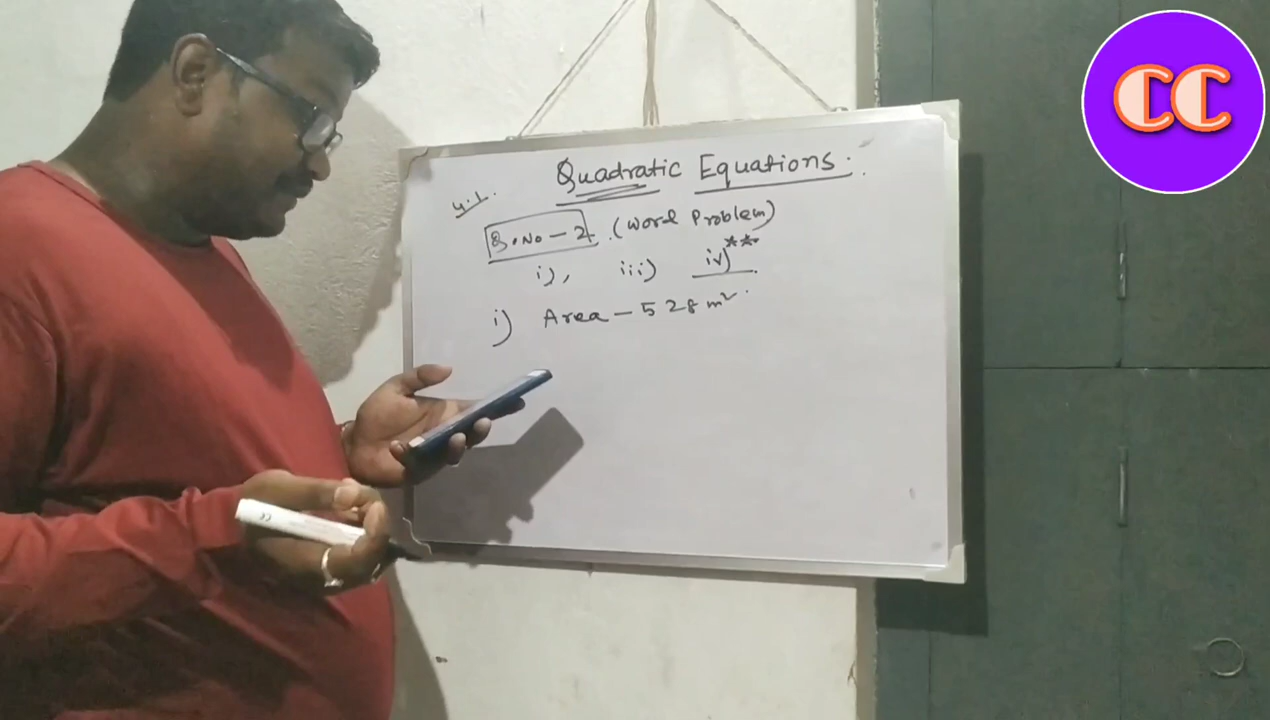 CC
Quadratic Equations.
4.1.
Q.No - 2. (Word Problem)
i), iii) iv)**
i) Area - 528 m².